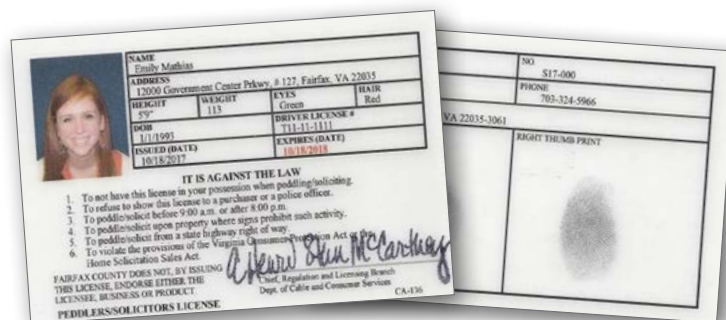 NAME
Emily Mathias
ADDRESS
12000 Government Center Prkwy, # 127, Fairfax, VA 22035
HEIGHT WEIGHT EYES HAIR
5'9" 113 Green Red
DOB DRIVER LICENSE #
1/1/1993 T11-11-1111
ISSUED (DATE) EXPIRES (DATE)
10/18/2017 10/18/2018
IT IS AGAINST THE LAW
1. To not have this license in your possession when peddling/soliciting.
2. To refuse to show this license to a purchaser or a police officer.
3. To peddle/solicit before 9:00 a.m. or after 8:00 p.m.
4. To peddle/solicit upon property where signs prohibit such activity.
5. To peddle/solicit from a state highway right of way.
6. To violate the provisions of the Virginia Consumer Protection Act or the
Home Solicitation Sales Act.
FAIRFAX COUNTY DOES NOT, BY ISSUING
THIS LICENSE, ENDORSE EITHER THE
LICENSEE, BUSINESS OR PRODUCT
Chief, Regulation and Licensing Branch
Dept. of Cable and Consumer Services
CA-136
PEDDLERS/SOLICITORS LICENSE
NO
S17-000
PHONE
703-324-5966
VA 22035-3061
RIGHT THUMB PRINT